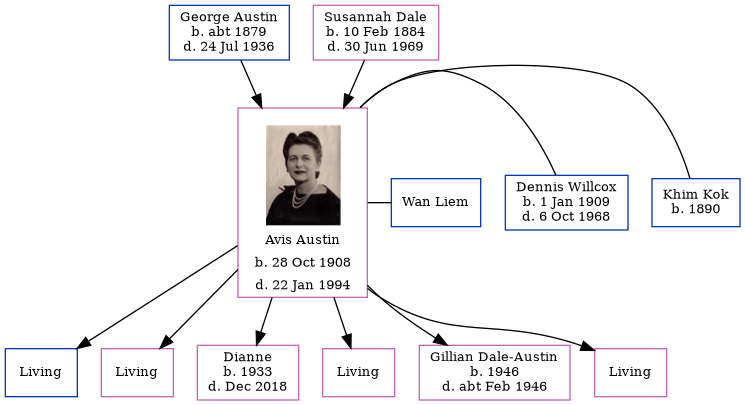 George Austin
b. abt 1879
d. 24 Jul 1936
Susannah Dale
b. 10 Feb 1884
d. 30 Jun 1969
Avis Austin
b. 28 Oct 1908
d. 22 Jan 1994
Wan Liem
Dennis Willcox
b. 1 Jan 1909
d. 6 Oct 1968
Khim Kok
b. 1890
Living
Living
Dianne
b. 1933
d. Dec 2018
Living
Gillian Dale-Austin
b. 1946
d. abt Feb 1946
Living